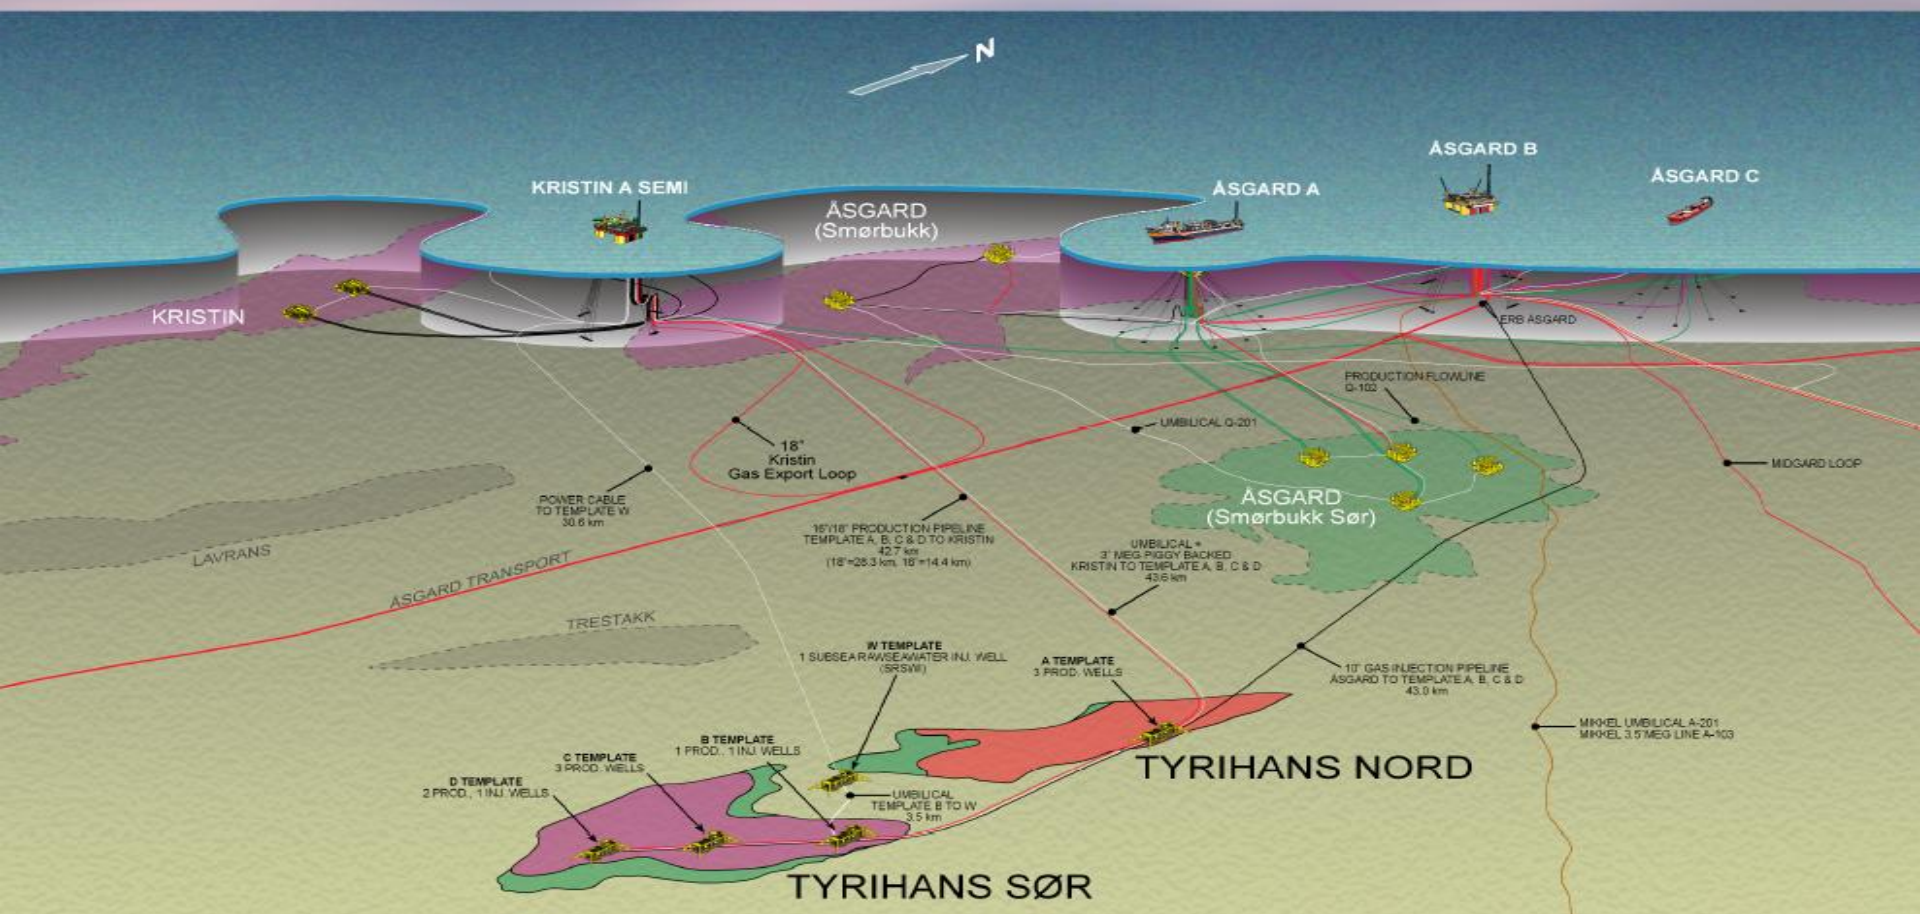 N
ÅSGARD B
ÅSGARD C
KRISTIN A SEMI
ÅSGARD A
ÅSGARD
(Smørbukk)
KRISTIN
ERB ÅSGARD
PRODUCTION FLOWLINE
Q-102
UMBILICAL Q-201
18"
Kristin
Gas Export Loop
MIDGARD LOOP
POWER CABLE
TO TEMPLATE W
30.6 km
ÅSGARD
(Smørbukk Sør)
16"/18" PRODUCTION PIPELINE
TEMPLATE A, B, C & D TO KRISTIN
42.7 km
(18"=28.3 km, 16"=14.4 km)
LAVRANS
UMBILICAL +
3" MEG PIGGY BACKED
KRISTIN TO TEMPLATE A, B, C & D
43.6 km
ÅSGARD TRANSPORT
TRESTAKK
W TEMPLATE
1 SUBSEA RAWSEAWATER INJ. WELL
(SRSWI)
A TEMPLATE
3 PROD. WELLS
10" GAS INJECTION PIPELINE
ÅSGARD TO TEMPLATE A, B, C & D
43.0 km
MIKKEL UMBILICAL A-201
MIKKEL 3.5" MEG LINE A-103
B TEMPLATE
1 PROD., 1 INJ. WELLS
C TEMPLATE
3 PROD. WELLS
D TEMPLATE
2 PROD., 1 INJ. WELLS
TYRIHANS NORD
UMBILICAL
TEMPLATE B TO W
3.5 km
TYRIHANS SØR